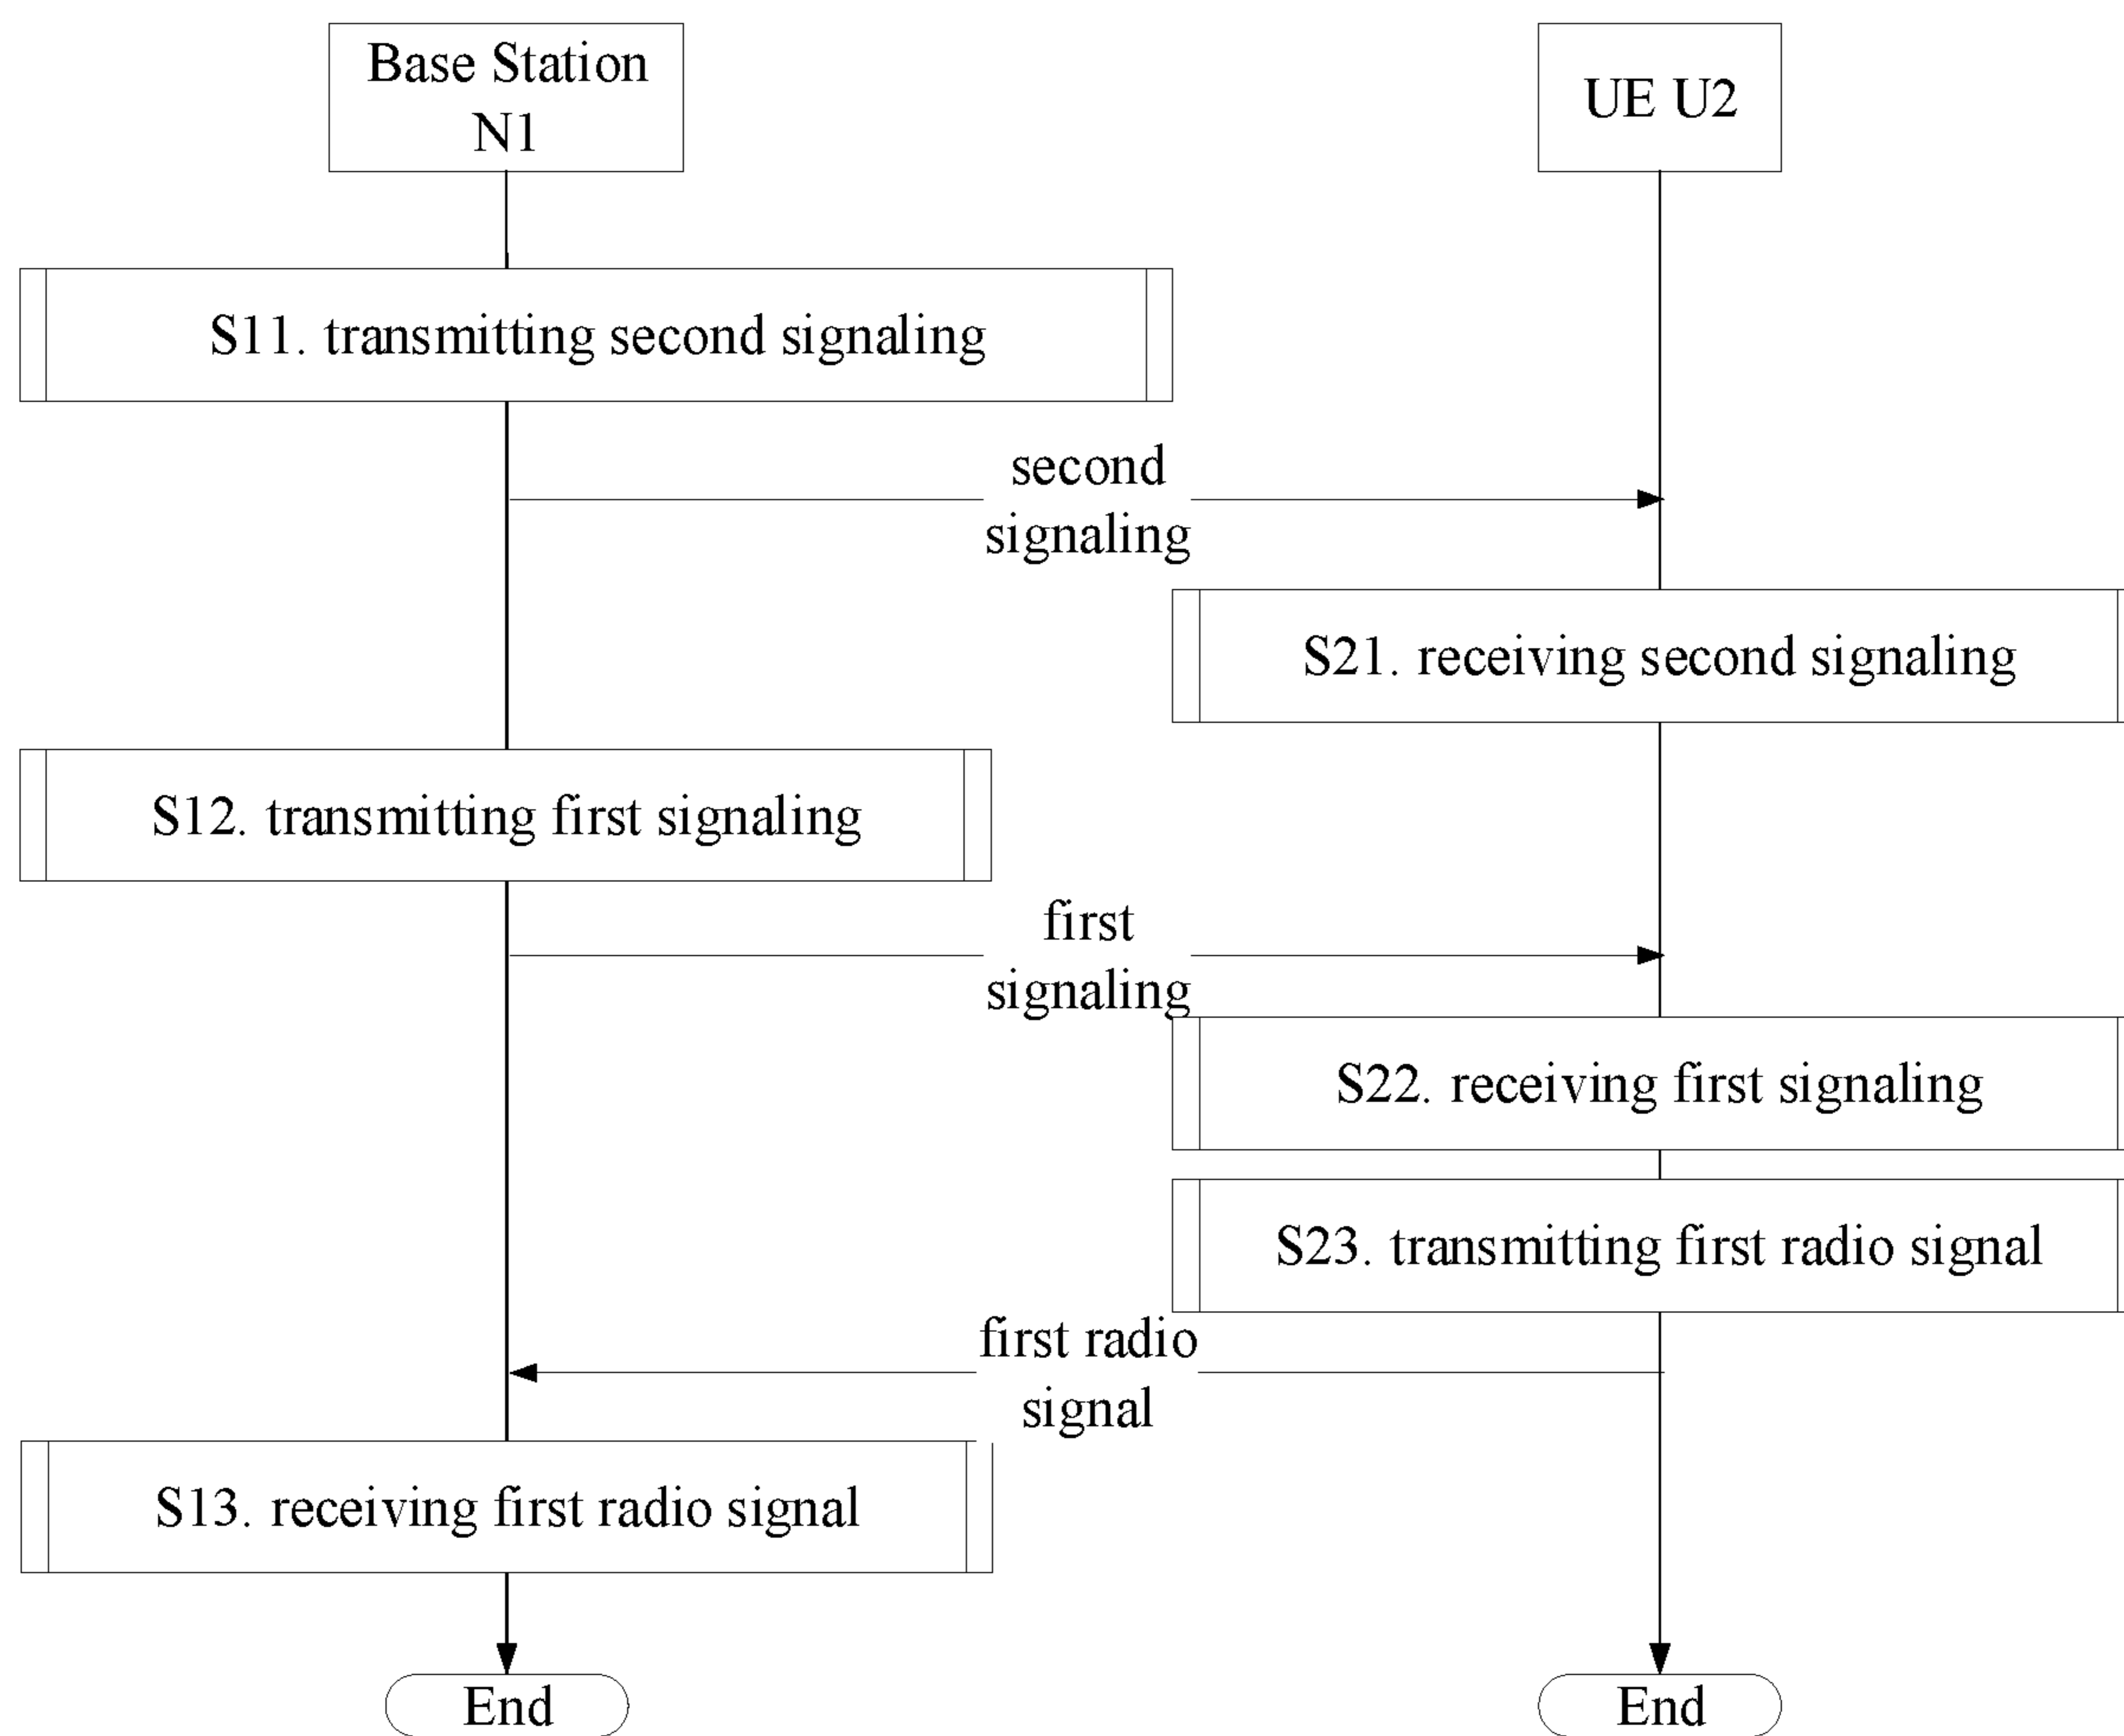 Base Station
N1
UE U2
S11. transmitting second signaling
second
signaling
S21. receiving second signaling
S12. transmitting first signaling
first
signaling
S22. receiving first signaling
S23. transmitting first radio signal
first radio
signal
S13. receiving first radio signal
End
End